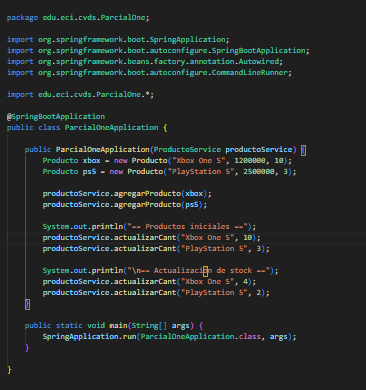 package edu.eci.cvds.ParcialOne;
import org.springframework.boot.SpringApplication;
import org.springframework.boot.autoconfigure.SpringBootApplication;
import org.springframework.beans.factory.annotation.Autowired;
import org.springframework.boot.autoconfigure.CommandLineRunner;
import edu.eci.cvds.ParcialOne.*;
@SpringBootApplication
public class ParcialOneApplication {
public ParcialOneApplication(ProductoService productoService) {
Producto xbox = new Producto("Xbox One S", 1200000, 10);
Producto ps5 = new Producto("PlayStation 5", 2500000, 3);
productoService.agregarProducto(xbox);
productoService.agregarProducto(ps5);
System.out.println("== Productos iniciales ==");
productoService.actualizarCant("Xbox One S", 10);
productoService.actualizarCant("PlayStation 5", 3);
System.out.println("\n== Actualización de stock ==");
productoService.actualizarCant("Xbox One S", 4);
productoService.actualizarCant("PlayStation 5", 2);
}
public static void main(String[] args) {
SpringApplication.run(ParcialOneApplication.class, args);
}
}